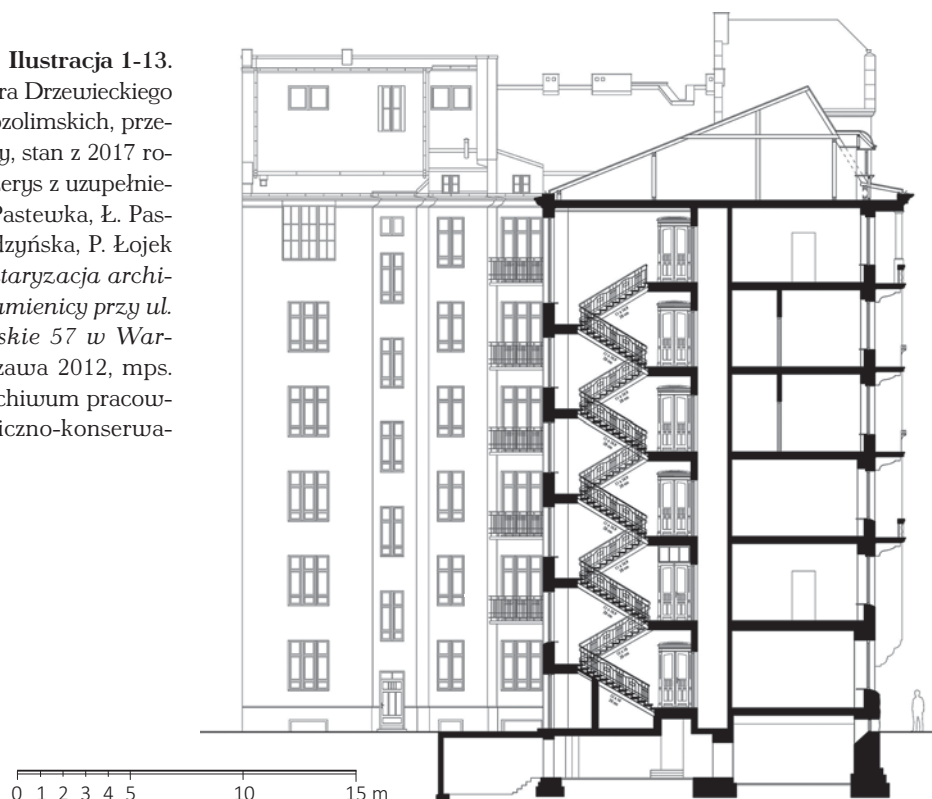 Ilustracja 1-13.
ra Drzewieckiego
ozolimskich, prze-
y, stan z 2017 ro-
zerys z uzupełnie-
Pastewka, Ł. Pas-
dzyńska, P. Łojek
taryzacja archi-
amienicy przy ul.
skie 57 w War-
zawa 2012, mps.
chiwum pracow-
iczno-konserwa-
0 1 2 3 4 5 10 15 m